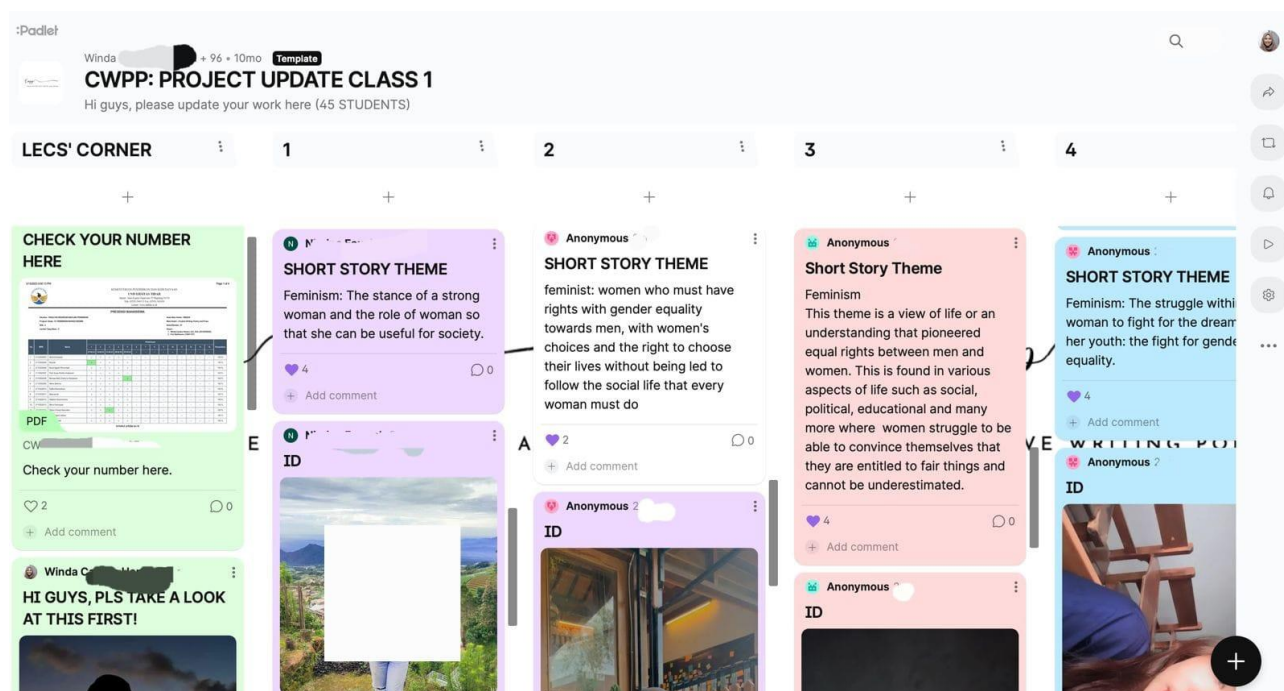 :Padlet
Winda + 96 • 10mo Template
CWPP: PROJECT UPDATE CLASS 1
Hi guys, please update your work here (45 STUDENTS)
LECS' CORNER
CHECK YOUR NUMBER
HERE
PDF
CW
Check your number here.
2 0
Add comment
Winda
HI GUYS, PLS TAKE A LOOK
AT THIS FIRST!
1
N
SHORT STORY THEME
Feminism: The stance of a strong
woman and the role of woman so
that she can be useful for society.
4 0
Add comment
N
ID
2
Anonymous
SHORT STORY THEME
feminist: women who must have
rights with gender equality
towards men, with women's
choices and the right to choose
their lives without being led to
follow the social life that every
woman must do
2 0
Add comment
Anonymous 2
ID
3
Anonymous
Short Story Theme
Feminism
This theme is a view of life or an
understanding that pioneered
equal rights between men and
women. This is found in various
aspects of life such as social,
political, educational and many
more where women struggle to be
able to convince themselves that
they are entitled to fair things and
cannot be underestimated.
4 0
Add comment
Anonymous
ID
4
Anonymous
SHORT STORY THEME
Feminism: The struggle withi
woman to fight for the dream
her youth: the fight for gende
equality.
4
Add comment
Anonymous 2
ID